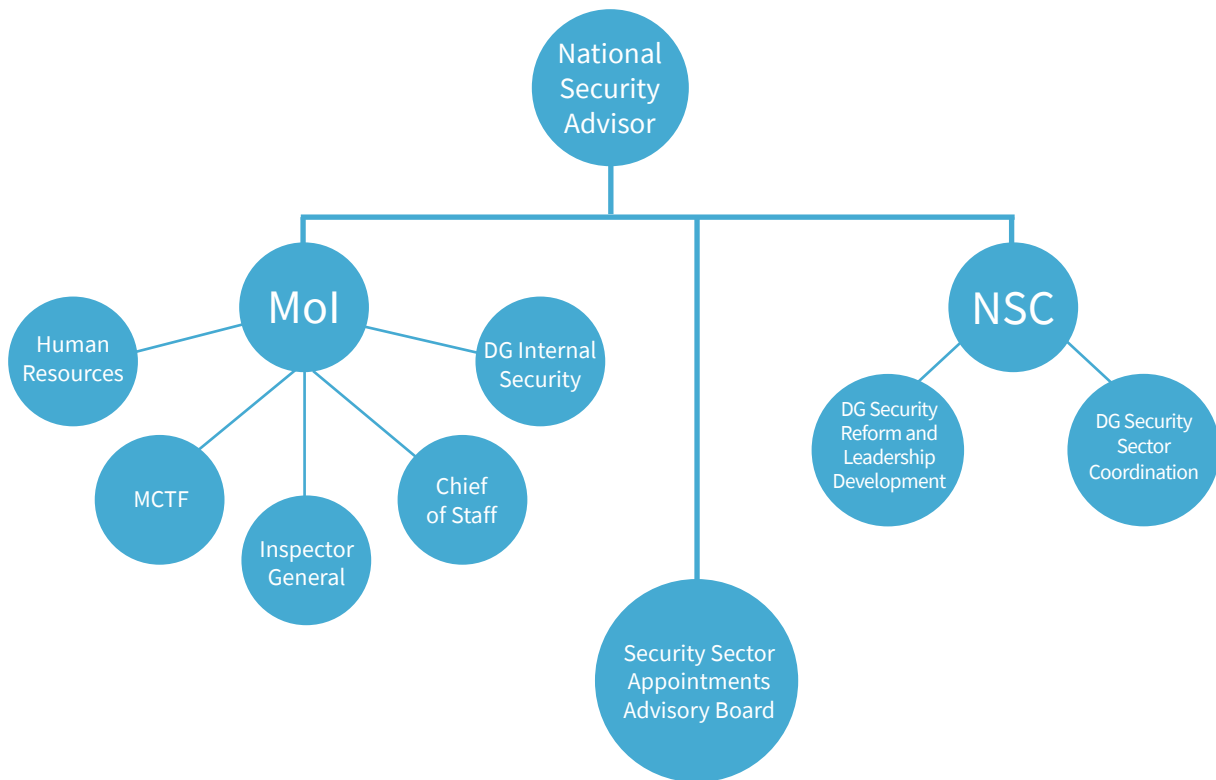 National
Security
Advisor
MoI
NSC
Human
Resources
DG Internal
Security
MCTF
Inspector
General
Chief
of Staff
DG Security
Reform and
Leadership
Development
DG Security
Sector
Coordination
Security Sector
Appointments
Advisory Board